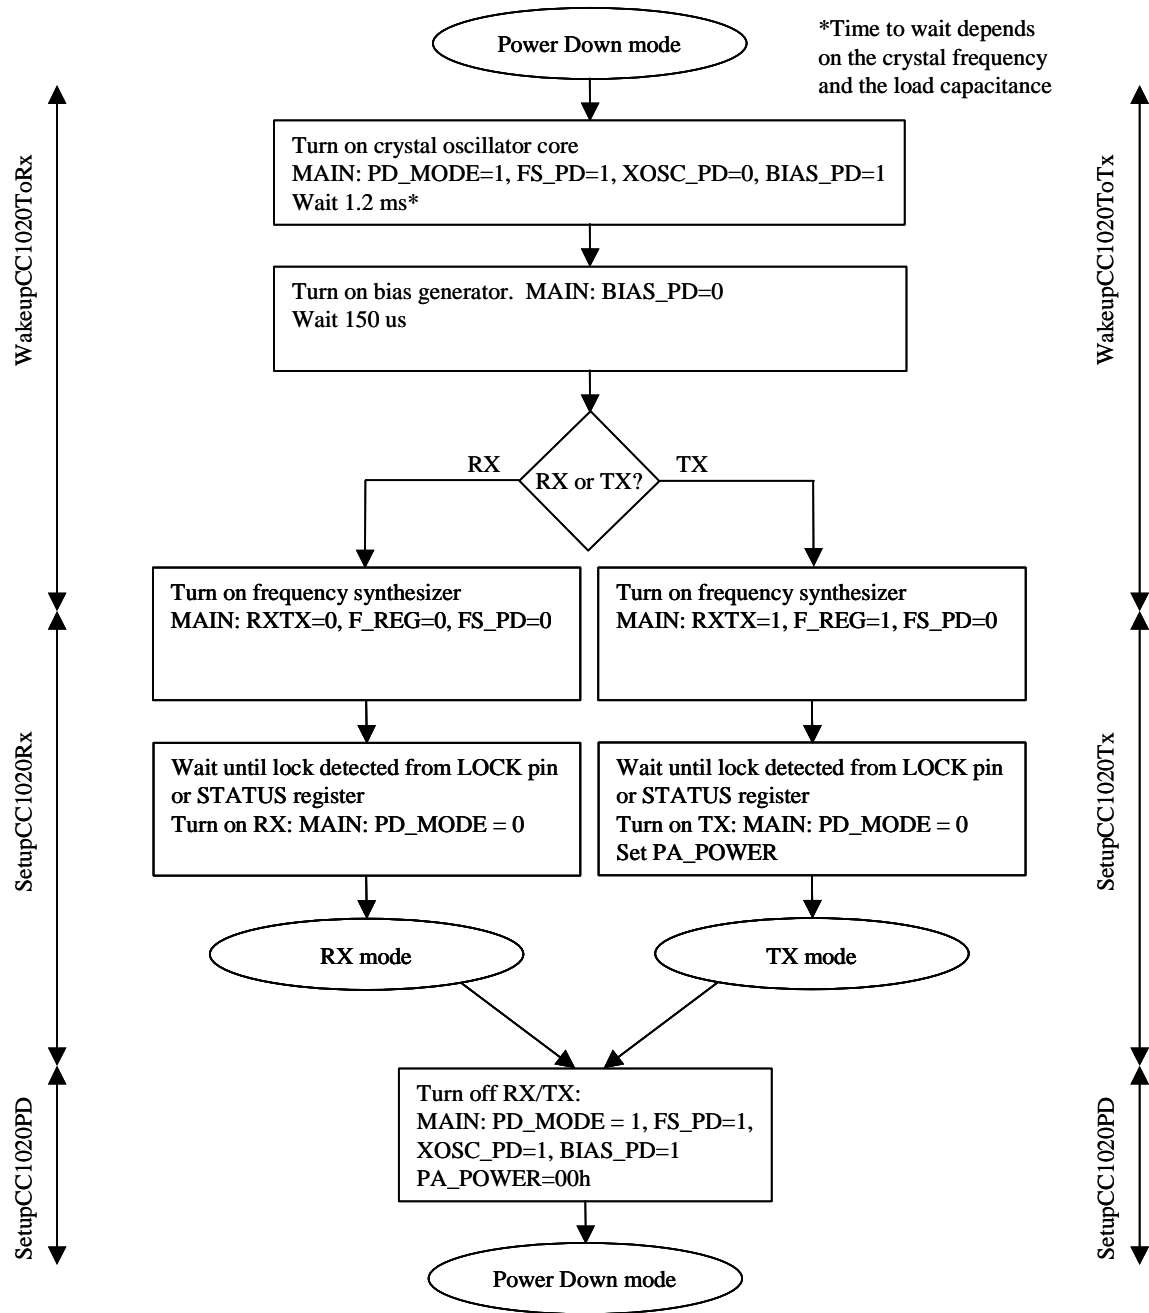 Power Down mode
*Time to wait depends
on the crystal frequency
and the load capacitance
WakeupCC1020ToRx
WakeupCC1020ToTx
Turn on crystal oscillator core
MAIN: PD_MODE=1, FS_PD=1, XOSC_PD=0, BIAS_PD=1
Wait 1.2 ms*
Turn on bias generator.  MAIN: BIAS_PD=0
Wait 150 us
RX
RX or TX?
TX
Turn on frequency synthesizer
MAIN: RXTX=0, F_REG=0, FS_PD=0
Turn on frequency synthesizer
MAIN: RXTX=1, F_REG=1, FS_PD=0
SetupCC1020Rx
SetupCC1020Tx
Wait until lock detected from LOCK pin
or STATUS register
Turn on RX: MAIN: PD_MODE = 0
Wait until lock detected from LOCK pin
or STATUS register
Turn on TX: MAIN: PD_MODE = 0
Set PA_POWER
RX mode
TX mode
SetupCC1020PD
SetupCC1020PD
Turn off RX/TX:
MAIN: PD_MODE = 1, FS_PD=1,
XOSC_PD=1, BIAS_PD=1
PA_POWER=00h
Power Down mode